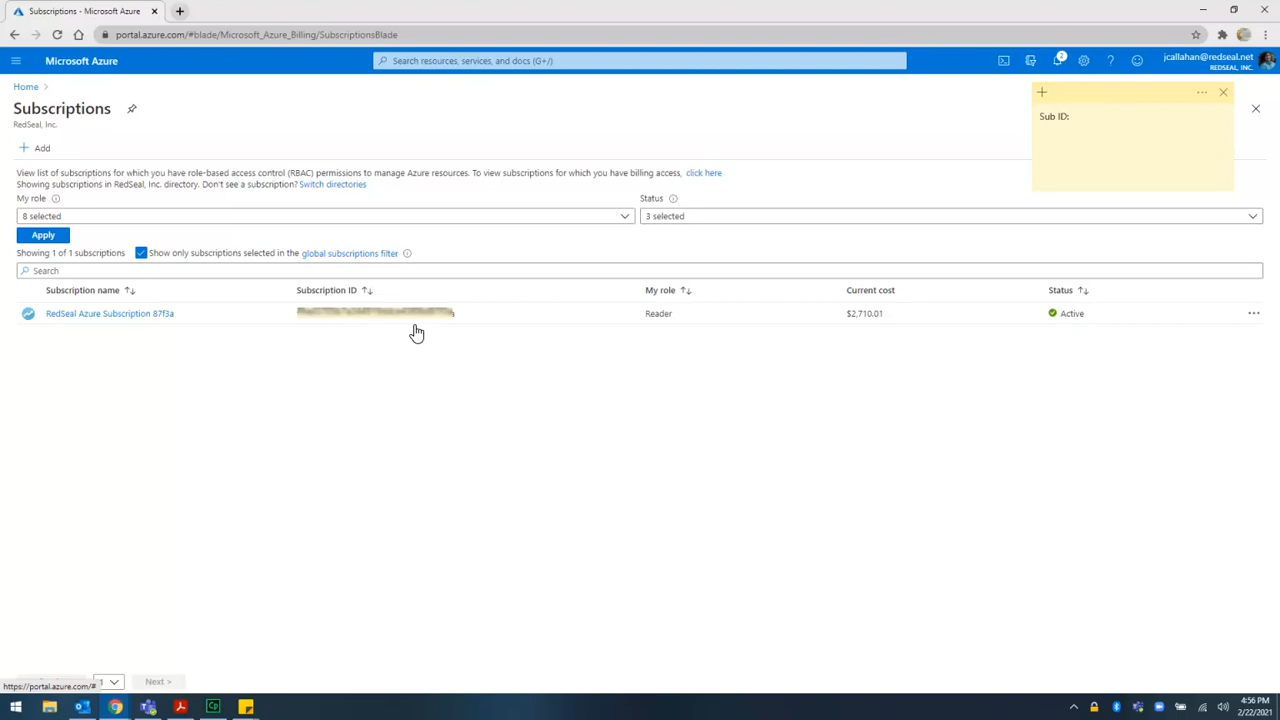 Subscriptions - Microsoft Azure
portal.azure.com/#blade/Microsoft_Azure_Billing/SubscriptionsBlade
Microsoft Azure
Search resources, services, and docs (G+/)
2
jcallahan@redseal.net
REDSEAL, INC.
Home >
Subscriptions
RedSeal, Inc.
Sub ID:
+ Add
View list of subscriptions for which you have role-based access control (RBAC) permissions to manage Azure resources. To view subscriptions for which you have billing access, click here
Showing subscriptions in RedSeal, Inc. directory. Don't see a subscription? Switch directories
My role
Status
8 selected
3 selected
Apply
Showing 1 of 1 subscriptions
Show only subscriptions selected in the global subscriptions filter
Search
Subscription name ↑↓
Subscription ID ↑↓
My role ↑↓
Current cost
Status ↑↓
RedSeal Azure Subscription 87f3a
Reader
$2,710.01
Active
1
Next >
https://portal.azure.com/#
4:56 PM
2/22/2021